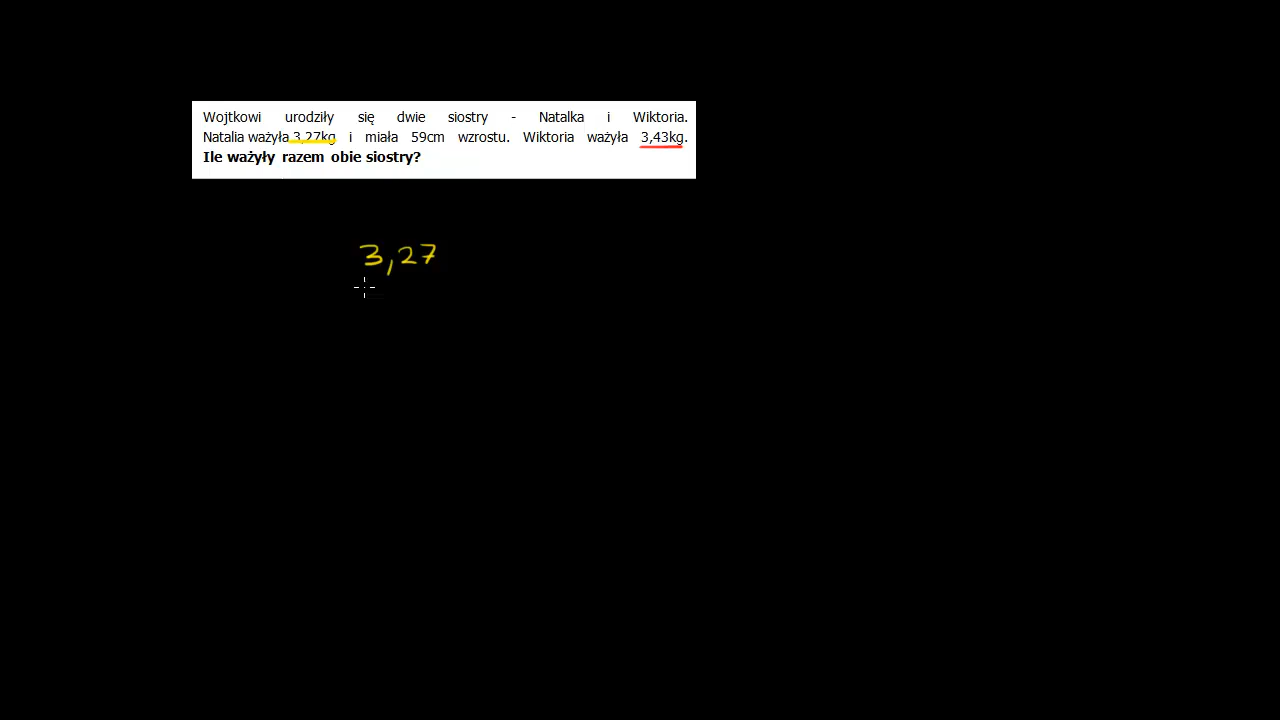 Wojtkowi urodziły się dwie siostry - Natalka i Wiktoria.
Natalia ważyła 3,27kg i miała 59cm wzrostu. Wiktoria ważyła 3,43kg.
Ile ważyły razem obie siostry?
3,27